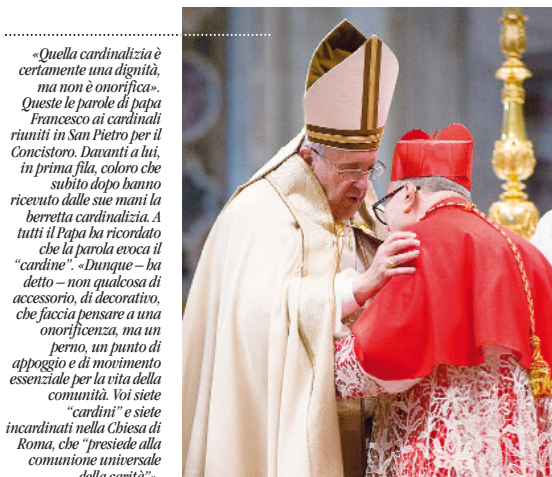 «Quella cardinalizia è
certamente una dignità,
ma non è onorifica».
Queste le parole di papa
Francesco ai cardinali
riuniti in San Pietro per il
Concistoro. Davanti a lui,
in prima fila, coloro che
subito dopo hanno
ricevuto dalle sue mani la
berretta cardinalizia. A
tutti il Papa ha ricordato
che la parola evoca il
“cardine”. «Dunque – ha
detto – non qualcosa di
accessorio, di decorativo,
che faccia pensare a una
onorificenza, ma un
perno, un punto di
appoggio e di movimento
essenziale per la vita della
comunità. Voi siete
“cardini” e siete
incardinati nella Chiesa di
Roma, che “presiede alla
comunione universale
della carità”».